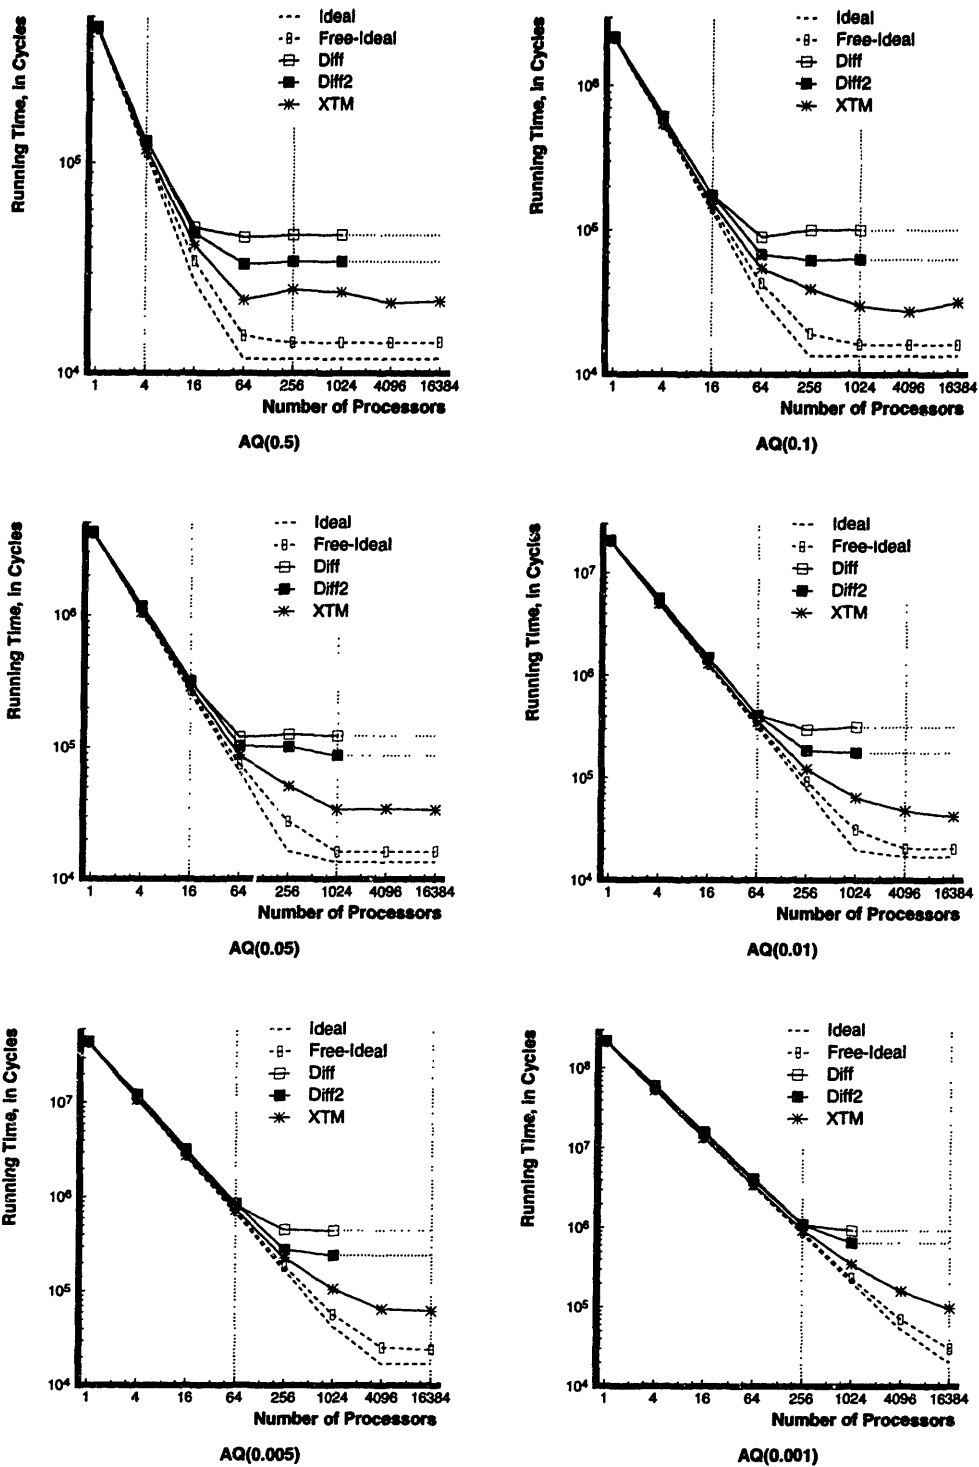 Running Time, in Cycles
Ideal
Free-Ideal
Diff
Diff2
XTM
10^5
10^4
1 4 16 64 256 1024 4096 16384
Number of Processors
AQ(0.5)
Running Time, in Cycles
Ideal
Free-Ideal
Diff
Diff2
XTM
10^6
10^5
10^4
1 4 16 64 256 1024 4096 16384
Number of Processors
AQ(0.1)
Running Time, in Cycles
Ideal
Free-Ideal
Diff
Diff2
XTM
10^6
10^5
10^4
1 4 16 64 256 1024 4096 16384
Number of Processors
AQ(0.05)
Running Time, in Cycles
Ideal
Free-Ideal
Diff
Diff2
XTM
10^7
10^6
10^5
10^4
1 4 16 64 256 1024 4096 16384
Number of Processors
AQ(0.01)
Running Time, in Cycles
Ideal
Free-Ideal
Diff
Diff2
XTM
10^7
10^6
10^5
10^4
1 4 16 64 256 1024 4096 16384
Number of Processors
AQ(0.005)
Running Time, in Cycles
Ideal
Free-Ideal
Diff
Diff2
XTM
10^8
10^7
10^6
10^5
10^4
1 4 16 64 256 1024 4096 16384
Number of Processors
AQ(0.001)